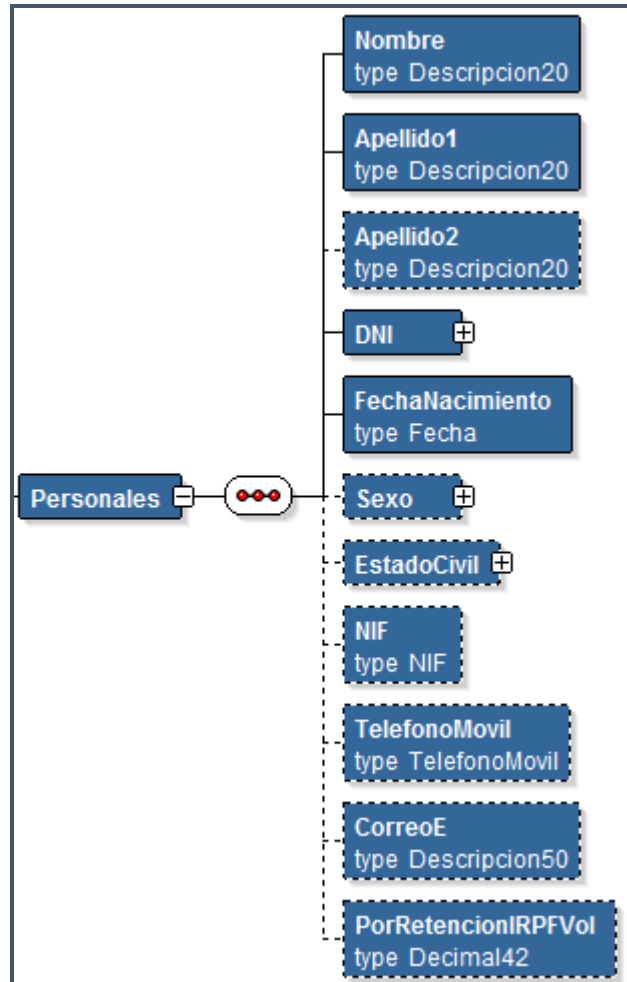 Nombre
type Descripcion20
Apellido1
type Descripcion20
Apellido2
type Descripcion20
DNI
FechaNacimiento
type Fecha
Personales
Sexo
EstadoCivil
NIF
type NIF
TelefonoMovil
type TelefonoMovil
CorreoE
type Descripcion50
PorRetencionIRPFVol
type Decimal42